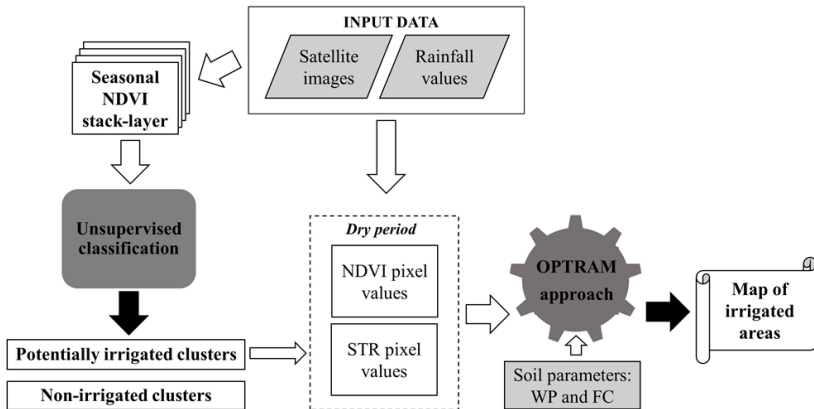 INPUT DATA
Satellite
images
Rainfall
values
Seasonal
NDVI
stack-layer
Unsupervised
classification
Potentially irrigated clusters
Non-irrigated clusters
Dry period
NDVI pixel
values
STR pixel
values
OPTRAM
approach
Soil parameters:
WP and FC
Map of
irrigated
areas